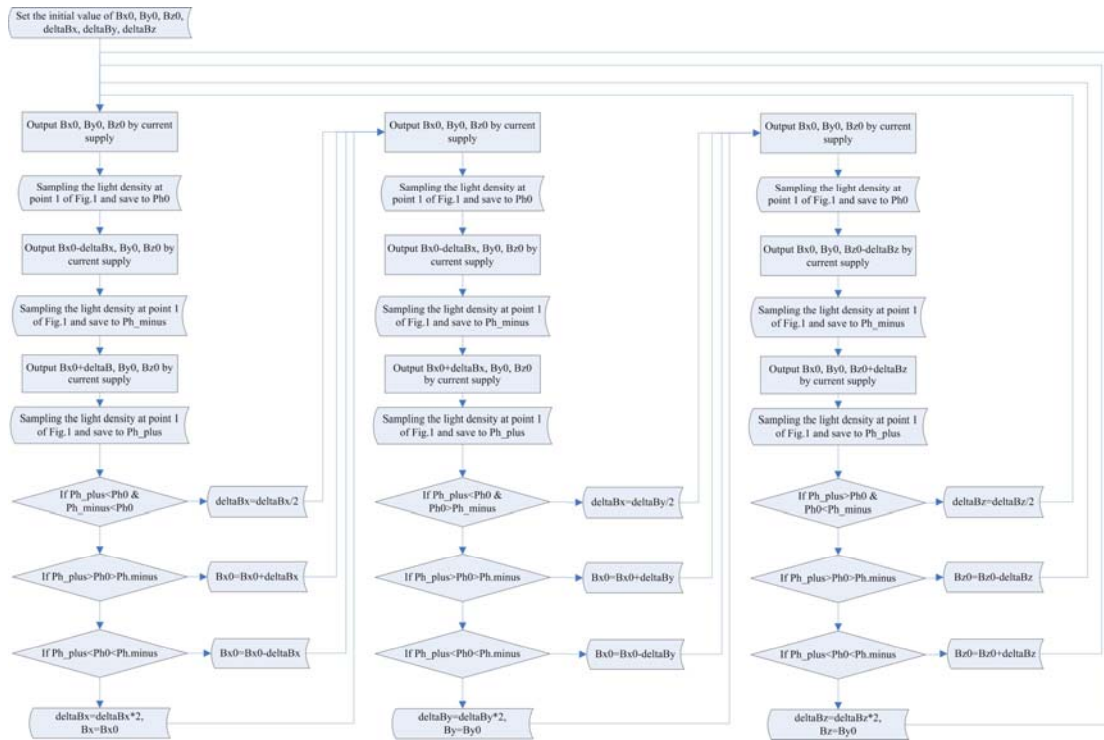 Set the initial value of Bx0, By0, Bz0,
deltaBx, deltaBy, deltaBz
Output Bx0, By0, Bz0 by current
supply
Sampling the light density at
point 1 of Fig.1 and save to Ph0
Output Bx0-deltaBx, By0, Bz0 by
current supply
Sampling the light density at point 1
of Fig.1 and save to Ph_minus
Output Bx0+deltaB, By0, Bz0 by
current supply
Sampling the light density at point 1
of Fig.1 and save to Ph_plus
If Ph_plus<Ph0 &
Ph_minus<Ph0
deltaBx=deltaBx/2
If Ph_plus>Ph0>Ph.minus
Bx0=Bx0+deltaBx
If Ph_plus<Ph0<Ph.minus
Bx0=Bx0-deltaBx
deltaBx=deltaBx*2,
Bx=Bx0
Output Bx0, By0, Bz0 by current
supply
Sampling the light density at
point 1 of Fig.1 and save to Ph0
Output Bx0-deltaBx, By0, Bz0 by
current supply
Sampling the light density at point 1
of Fig.1 and save to Ph_minus
Output Bx0+deltaBx, By0, Bz0
by current supply
Sampling the light density at point 1
of Fig.1 and save to Ph_plus
If Ph_plus<Ph0 &
Ph0>Ph_minus
deltaBx=deltaBy/2
If Ph_plus>Ph0>Ph.minus
Bx0=Bx0+deltaBy
If Ph_plus<Ph0<Ph.minus
Bx0=Bx0-deltaBy
deltaBy=deltaBy*2,
By=By0
Output Bx0, By0, Bz0 by current
supply
Sampling the light density at
point 1 of Fig.1 and save to Ph0
Output Bx0, By0, Bz0-deltaBz by
current supply
Sampling the light density at point 1
of Fig.1 and save to Ph_minus
Output Bx0, By0, Bz0+deltaBz
by current supply
Sampling the light density at point 1
of Fig.1 and save to Ph_plus
If Ph_plus>Ph0 &
Ph0<Ph_minus
deltaBz=deltaBz/2
If Ph_plus>Ph0>Ph.minus
Bz0=Bz0-deltaBz
If Ph_plus<Ph0<Ph.minus
Bz0=Bz0+deltaBz
deltaBz=deltaBz*2,
Bz=By0